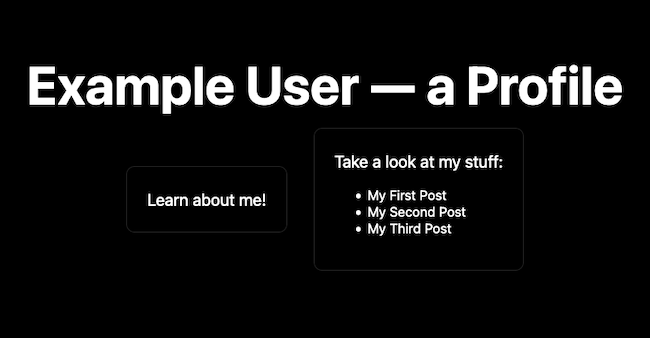 Example User — a Profile
Learn about me!
Take a look at my stuff:
• My First Post
• My Second Post
• My Third Post